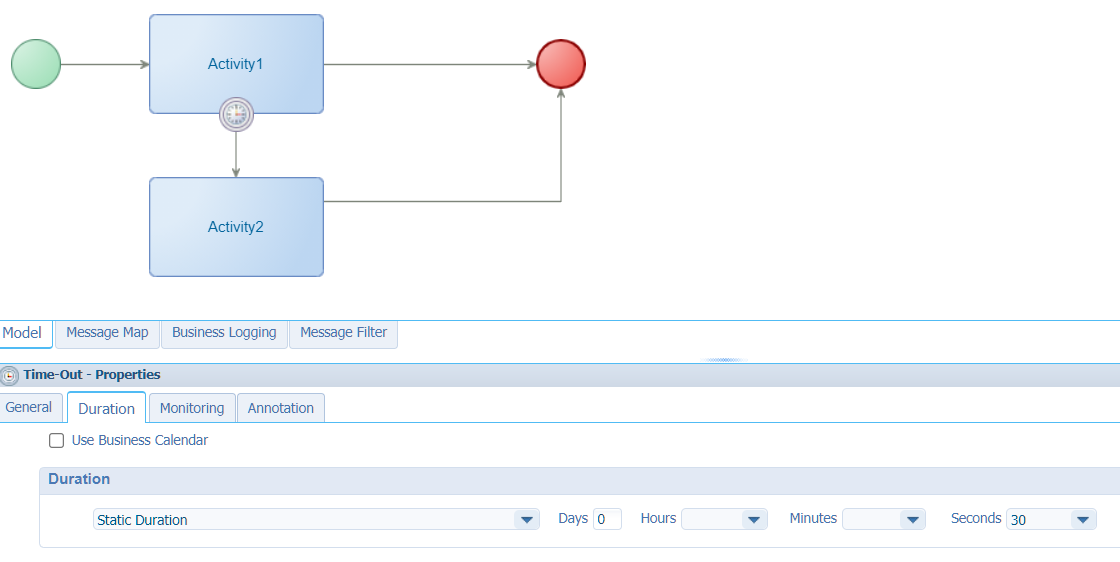 Activity1
Activity2
Model Message Map Business Logging Message Filter
Time-Out - Properties
General Duration Monitoring Annotation
Use Business Calendar
Duration
Static Duration Days 0 Hours Minutes Seconds 30